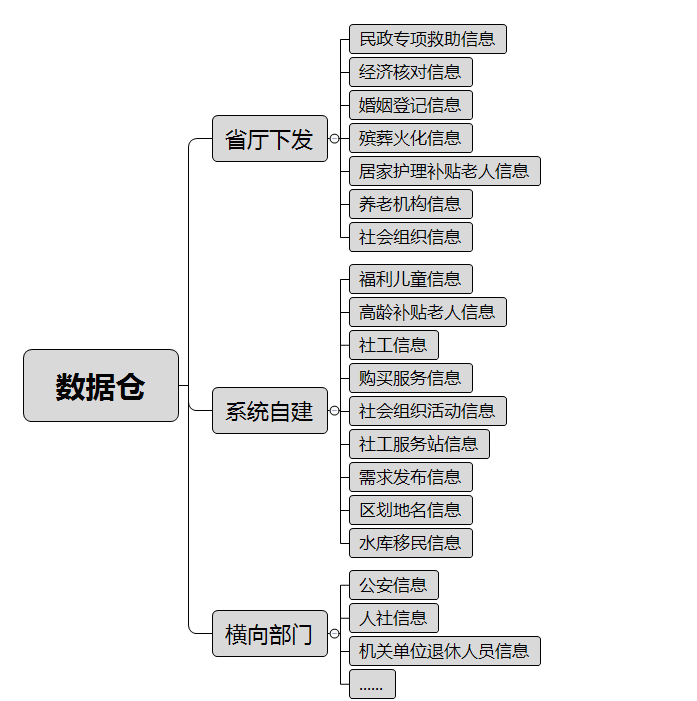 数据仓
省厅下发
民政专项救助信息
经济核对信息
婚姻登记信息
殡葬火化信息
居家护理补贴老人信息
养老机构信息
社会组织信息
系统自建
福利儿童信息
高龄补贴老人信息
社工信息
购买服务信息
社会组织活动信息
社工服务站信息
需求发布信息
区划地名信息
水库移民信息
横向部门
公安信息
人社信息
机关单位退休人员信息
......